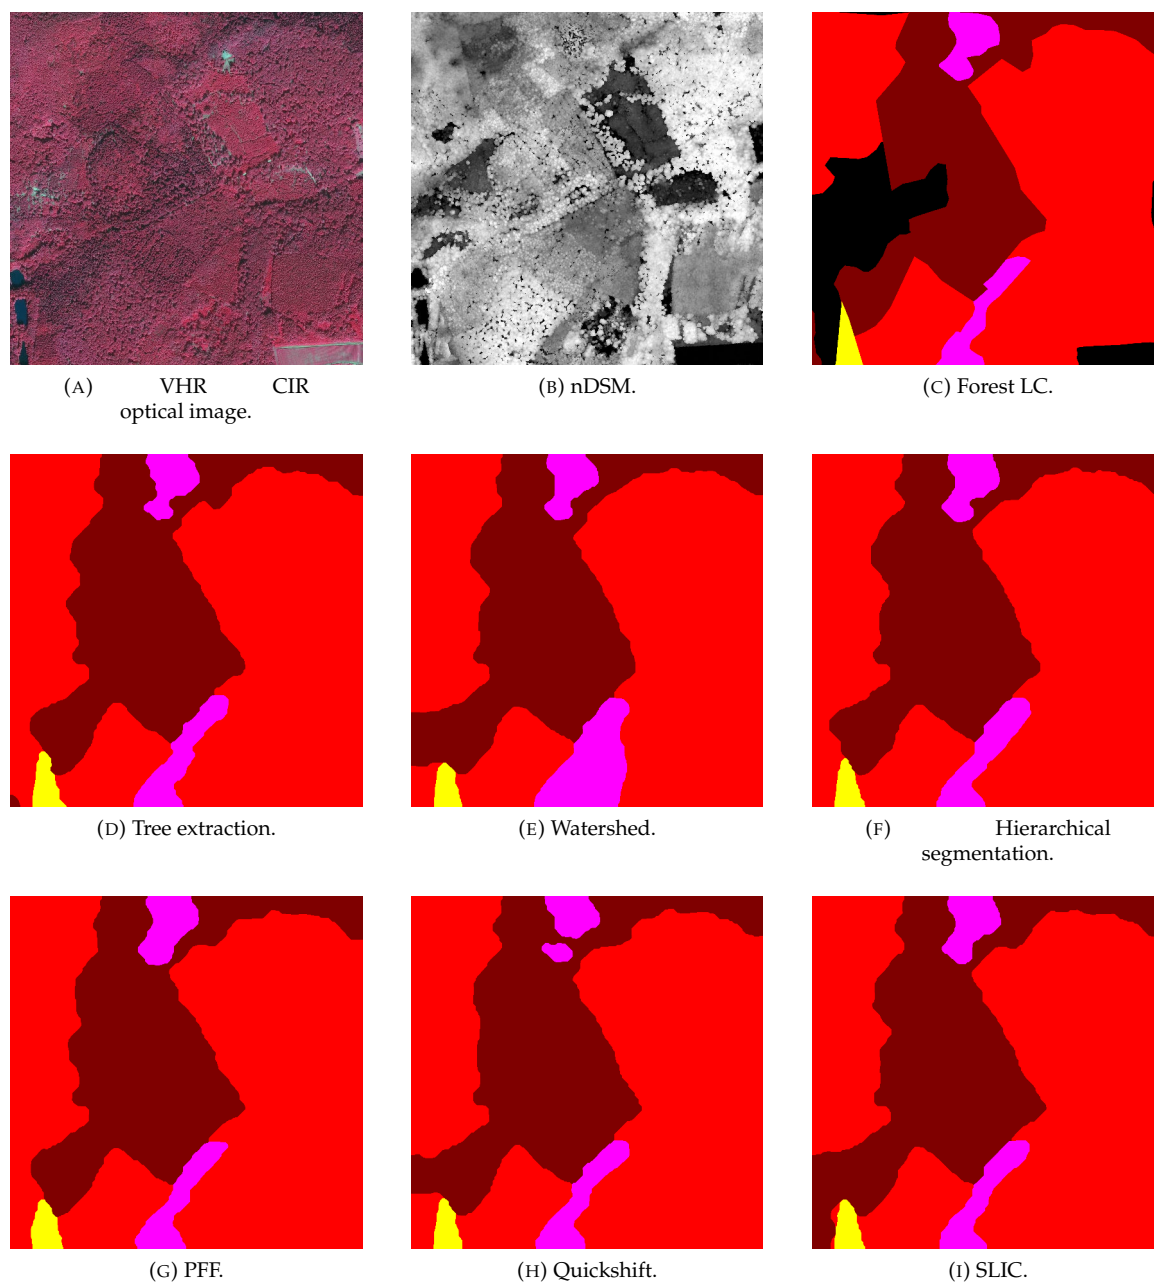 (A) VHR CIR
optical image.
(B) nDSM.
(C) Forest LC.
(D) Tree extraction.
(E) Watershed.
(F) Hierarchical
segmentation.
(G) PFF.
(H) Quickshift.
(I) SLIC.